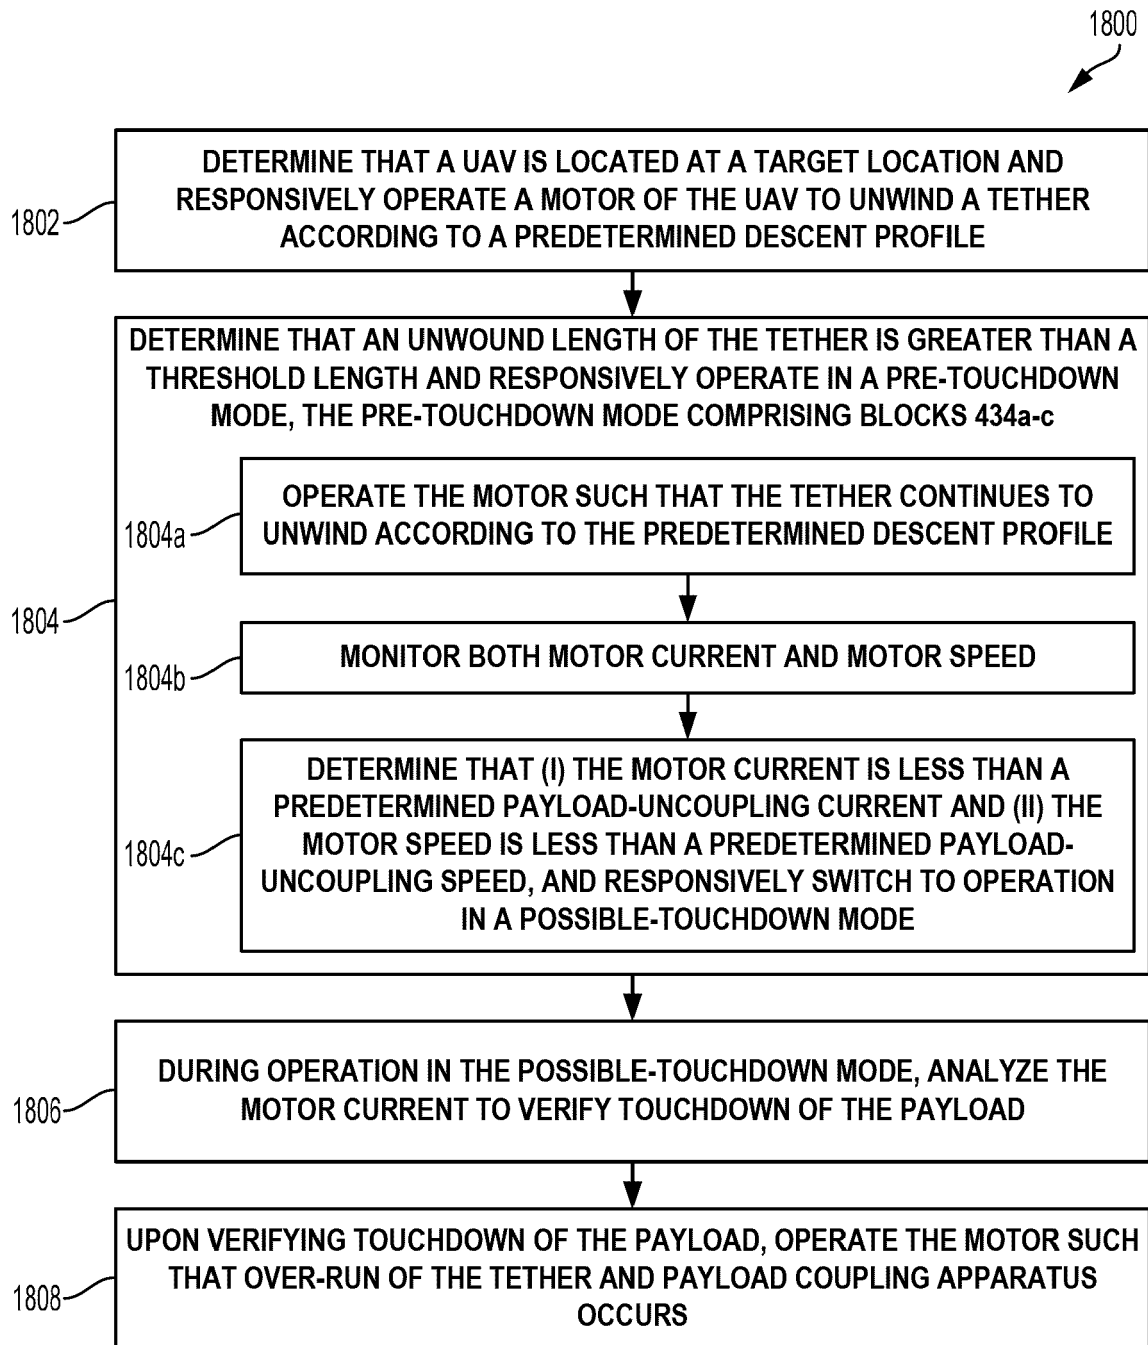 1800
DETERMINE THAT A UAV IS LOCATED AT A TARGET LOCATION AND
RESPONSIVELY OPERATE A MOTOR OF THE UAV TO UNWIND A TETHER
ACCORDING TO A PREDETERMINED DESCENT PROFILE
1802
DETERMINE THAT AN UNWOUND LENGTH OF THE TETHER IS GREATER THAN A
THRESHOLD LENGTH AND RESPONSIVELY OPERATE IN A PRE-TOUCHDOWN
MODE, THE PRE-TOUCHDOWN MODE COMPRISING BLOCKS 434a-c
1804
OPERATE THE MOTOR SUCH THAT THE TETHER CONTINUES TO
UNWIND ACCORDING TO THE PREDETERMINED DESCENT PROFILE
1804a
MONITOR BOTH MOTOR CURRENT AND MOTOR SPEED
1804b
DETERMINE THAT (I) THE MOTOR CURRENT IS LESS THAN A
PREDETERMINED PAYLOAD-UNCOUPLING CURRENT AND (II) THE
MOTOR SPEED IS LESS THAN A PREDETERMINED PAYLOAD-
UNCOUPLING SPEED, AND RESPONSIVELY SWITCH TO OPERATION
IN A POSSIBLE-TOUCHDOWN MODE
1804c
DURING OPERATION IN THE POSSIBLE-TOUCHDOWN MODE, ANALYZE THE
MOTOR CURRENT TO VERIFY TOUCHDOWN OF THE PAYLOAD
1806
UPON VERIFYING TOUCHDOWN OF THE PAYLOAD, OPERATE THE MOTOR SUCH
THAT OVER-RUN OF THE TETHER AND PAYLOAD COUPLING APPARATUS
OCCURS
1808